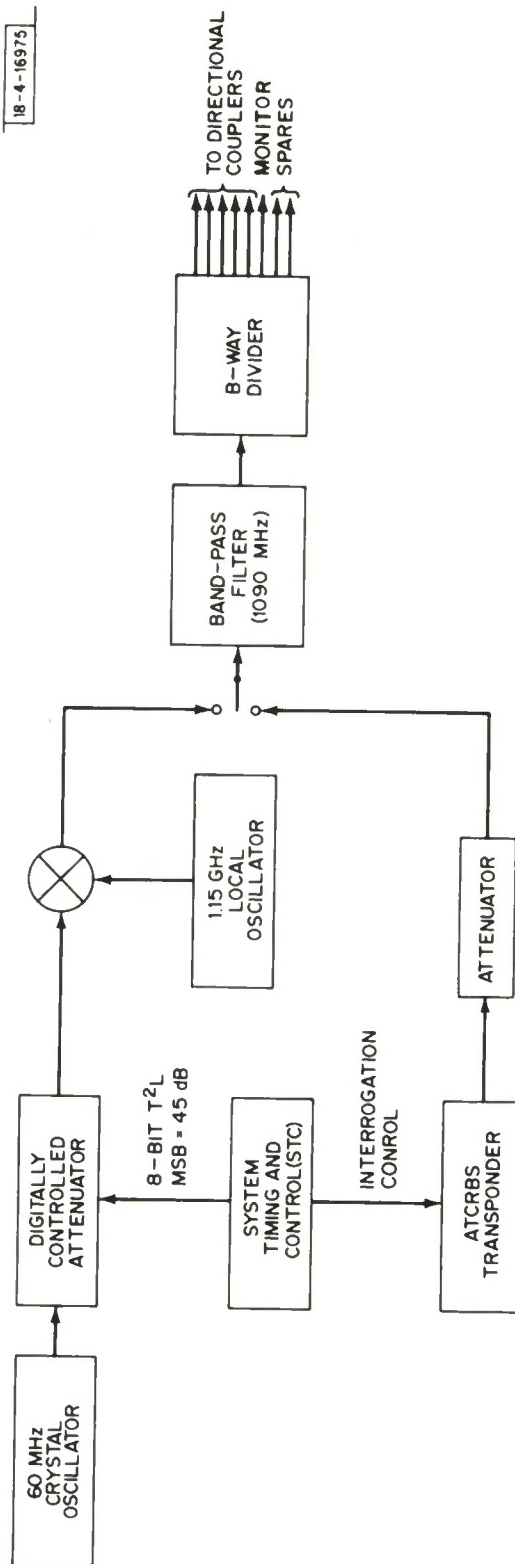 18-4-16975
60 MHz
CRYSTAL
OSCILLATOR
DIGITALLY
CONTROLLED
ATTENUATOR
8-BIT T²L
MSB = 45 dB
SYSTEM
TIMING AND
CONTROL(STC)
INTERROGATION
CONROL
ATCRBS
TRANSPONDER
ATTENUATOR
1.15 GHz
LOCAL
OSCILLATOR
BAND-PASS
FILTER
(1090 MHz)
8-WAY
DIVIDER
TO DIRECTIONAL
COUPLERS
MONITOR
SPARES